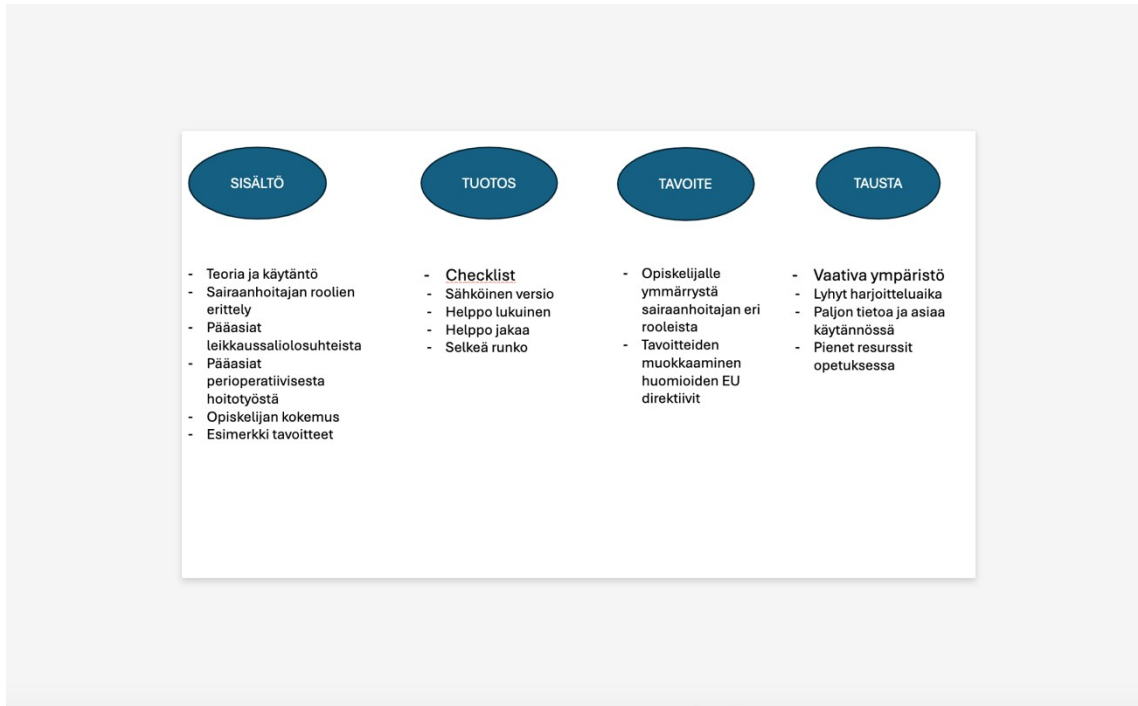 SISÄLTÖ
- Teoria ja käytäntö
- Sairaanhoitajan roolien
erittely
- Pääasiat
leikkaussaliolosuhteista
- Pääasiat
perioperatiivisesta
hoitotyöstä
- Opiskelijan kokemus
- Esimerkki tavoitteet
TUOTOS
- Checklist
- Sähköinen versio
- Helppo lukuinen
- Helppo jakaa
- Selkeä runko
TAVOITE
- Opiskelijalle
ymmärrystä
sairaanhoitajan eri
rooleista
- Tavoitteiden
muokkaaminen
huomioiden EU
direktiivit
TAUSTA
- Vaativa ympäristö
- Lyhyt harjoitteluaika
- Paljon tietoa ja asiaa
käytännössä
- Pienet resurssit
opetuksessa